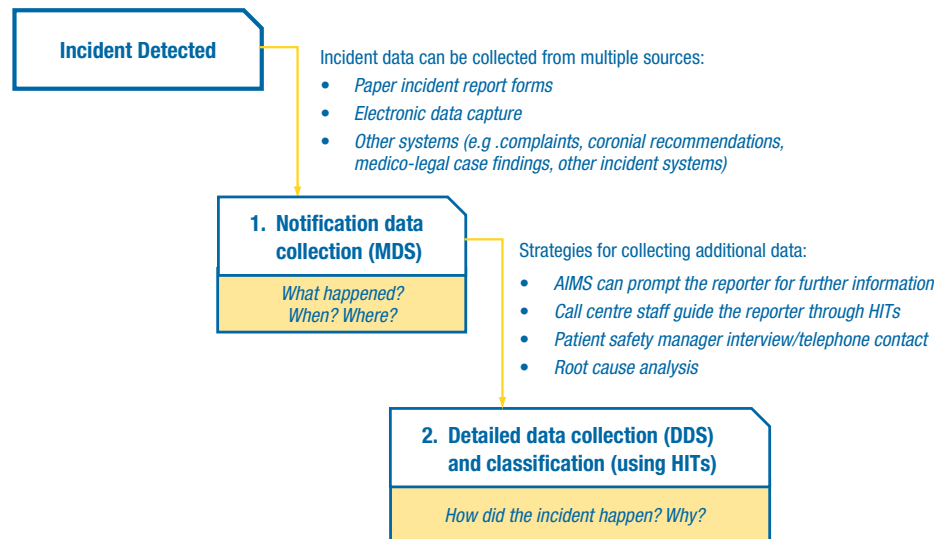 Incident Detected
Incident data can be collected from multiple sources:
• Paper incident report forms
• Electronic data capture
• Other systems (e.g .complaints, coronial recommendations,
medico-legal case findings, other incident systems)
1. Notification data
collection (MDS)
What happened?
When? Where?
Strategies for collecting additional data:
• AIMS can prompt the reporter for further information
• Call centre staff guide the reporter through HITs
• Patient safety manager interview/telephone contact
• Root cause analysis
2. Detailed data collection (DDS)
and classification (using HITs)
How did the incident happen? Why?